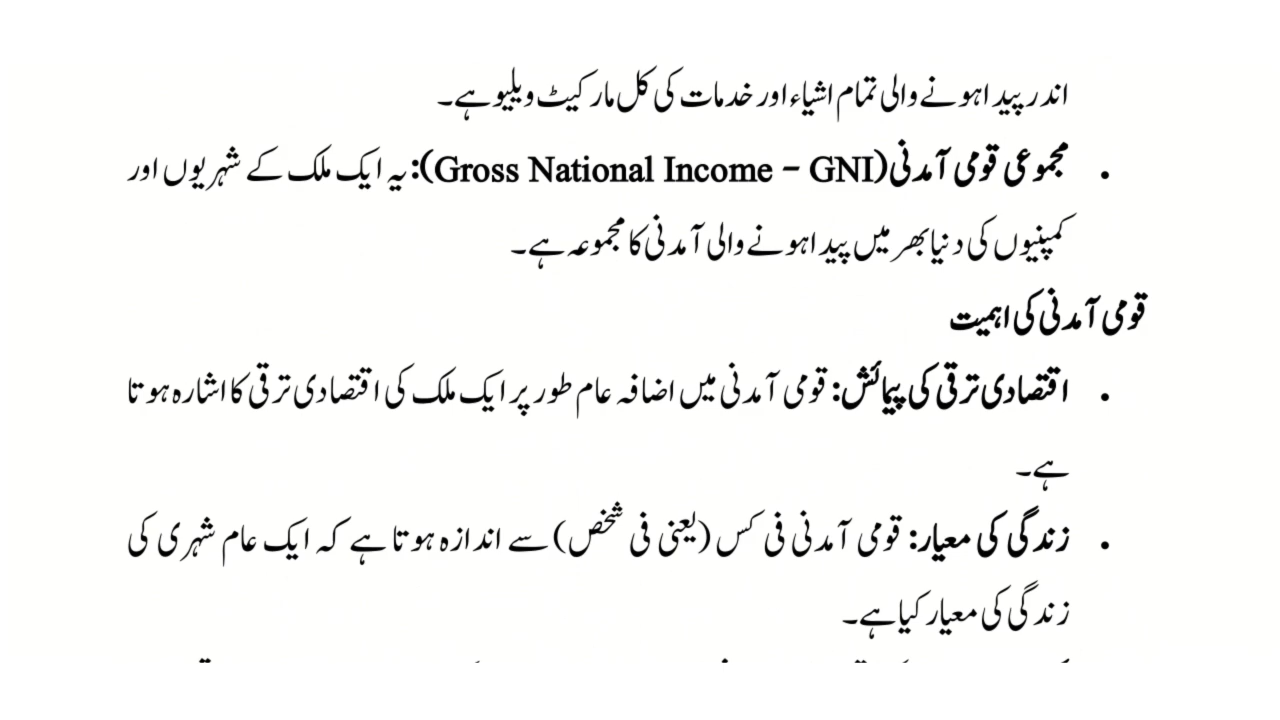 اندر پیدا ہونے والی تمام اشیاء اور خدمات کی کل مارکیٹ ویلیو ہے۔
• مجموعی قومی آمدنی (Gross National Income – GNI): یہ ایک ملک کے شہریوں اور
کمپنیوں کی دنیا بھر میں پیدا ہونے والی آمدنی کا مجموعہ ہے۔
قومی آمدنی کی اہمیت
• اقتصادی ترقی کی پیمائش: قومی آمدنی میں اضافہ عام طور پر ایک ملک کی اقتصادی ترقی کا اشارہ ہوتا
ہے۔
• زندگی کی معیار: قومی آمدنی فی کس (یعنی فی شخص) سے اندازہ ہوتا ہے کہ ایک عام شہری کی
زندگی کی معیار کیا ہے۔